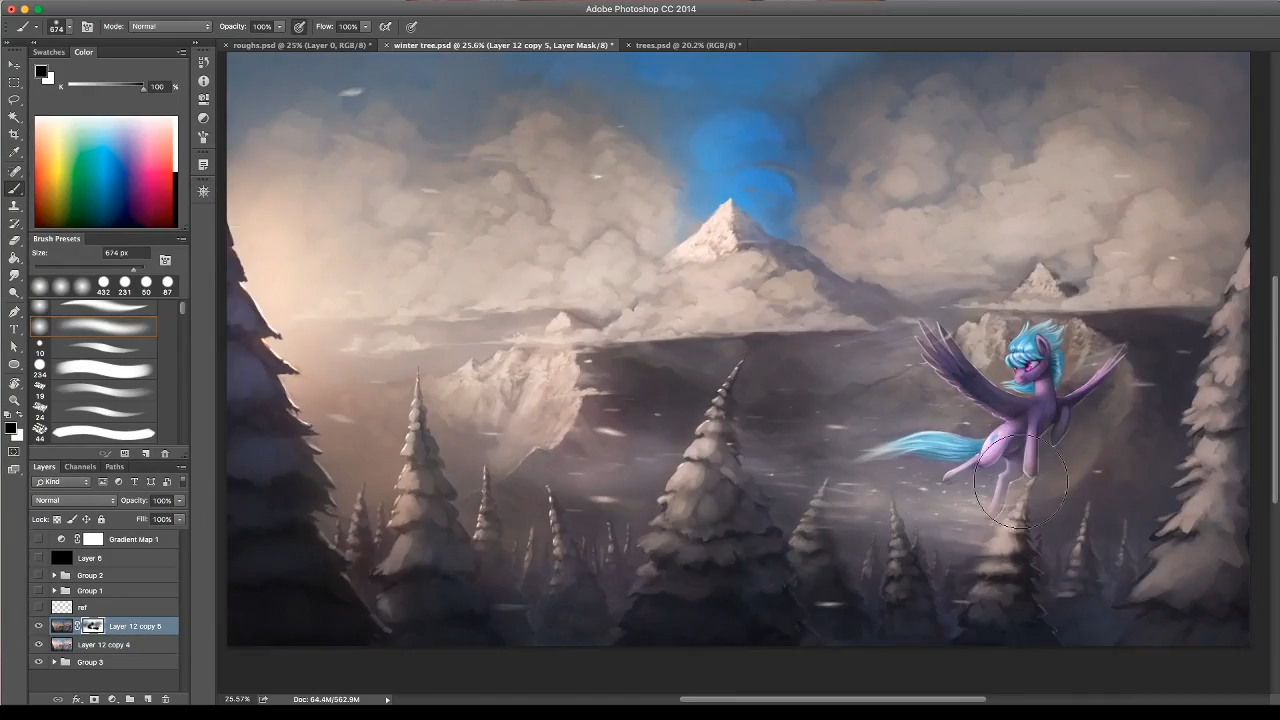 Adobe Photoshop CC 2014
674 Mode: Normal Opacity: 100% Flow: 100%
× roughs.psd @ 25% (Layer 0, RGB/8) * × winter tree.psd @ 25.6% (Layer 12 copy 5, Layer Mask/8) * × trees.psd @ 20.2% (RGB/8) *
Swatches Color
K 100 %
Brush Presets
Size: 674 px
432 231 50 87
10
234
19
24
44
Layers Channels Paths
Kind
Normal Opacity: 100%
Lock: Fill: 100%
Gradient Map 1
Layer 6
Group 2
Group 1
ref
Layer 12 copy 5
Layer 12 copy 4
Group 3
25.57% Doc: 64.4M/562.9M